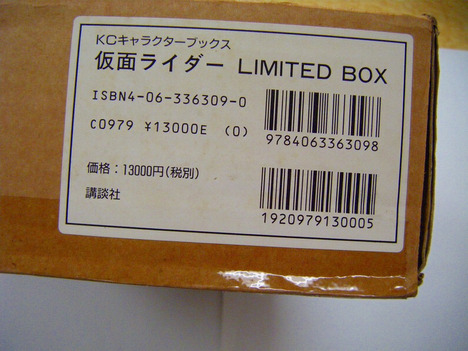 KCキャラクターブックス
仮面ライダー LIMITED BOX
ISBN4-06-336309-0
C0979 ¥13000E (0)
9784063363098
価格：13000円(税別)
講談社
1920979130005